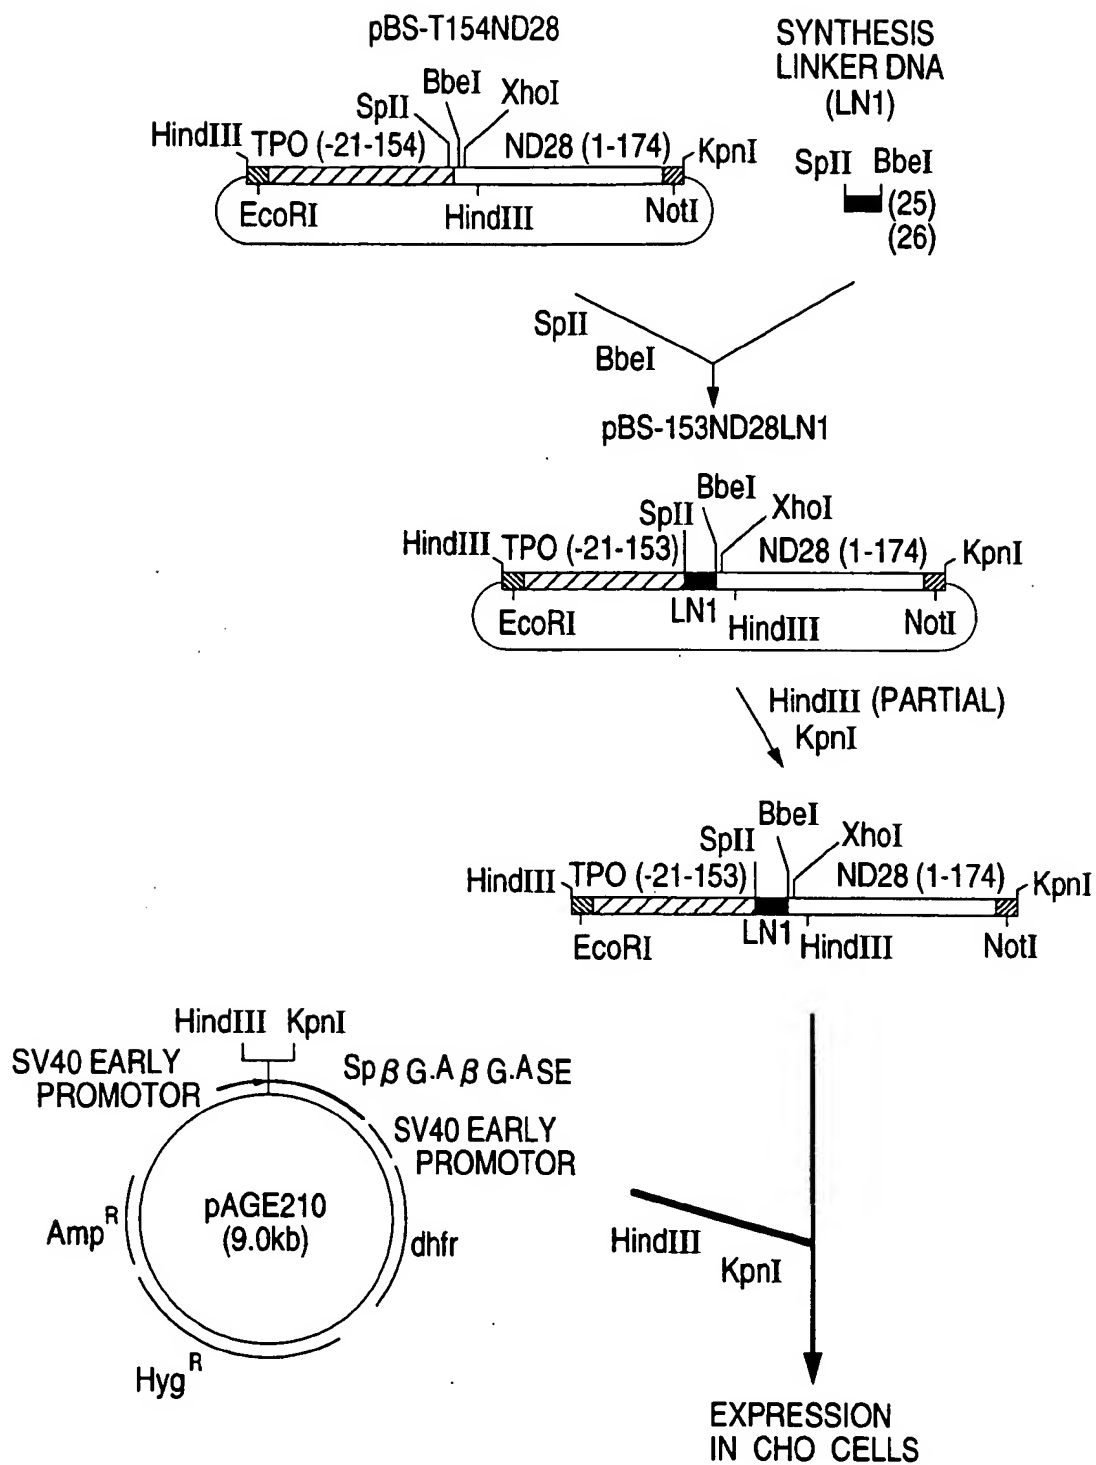 pBS-T154ND28
SYNTHESIS
LINKER DNA
(LN1)
BbeI
SpII
XhoI
HindIII
TPO (-21-154)
ND28 (1-174)
KpnI
EcoRI
HindIII
NotI
SpII
BbeI
(25)
(26)
SpII
BbeI
pBS-153ND28LN1
BbeI
SpII
XhoI
HindIII
TPO (-21-153)
ND28 (1-174)
KpnI
EcoRI
LN1
HindIII
NotI
HindIII (PARTIAL)
KpnI
BbeI
SpII
XhoI
HindIII
TPO (-21-153)
ND28 (1-174)
KpnI
EcoRI
LN1
HindIII
NotI
HindIII KpnI
SV40 EARLY
PROMOTOR
Sp β G.A β G.ASE
SV40 EARLY
PROMOTOR
pAGE210
(9.0kb)
Amp R
dhfr
Hyg R
HindIII
KpnI
EXPRESSION
IN CHO CELLS